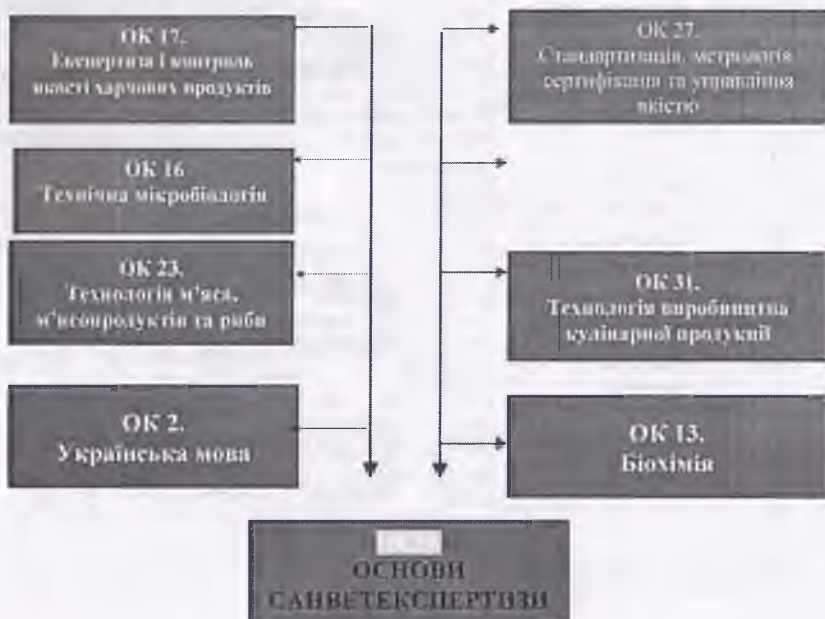 ОК 17.
Експертиза і контроль
якості харчових продуктів
ОК 27.
Стандартизація, метрологія
сертифікація та управління
якістю
ОК 16
Технічна мікробіологія
ОК 23.
Технологія м'яса,
м'ясопродуктів та риби
ОК 31.
Технологія виробництва
кулінарної продукції
ОК 2.
Українська мова
ОК 13.
Біохімія
ОСНОВИ
САНВЕТЕКСПЕРТИЗИ